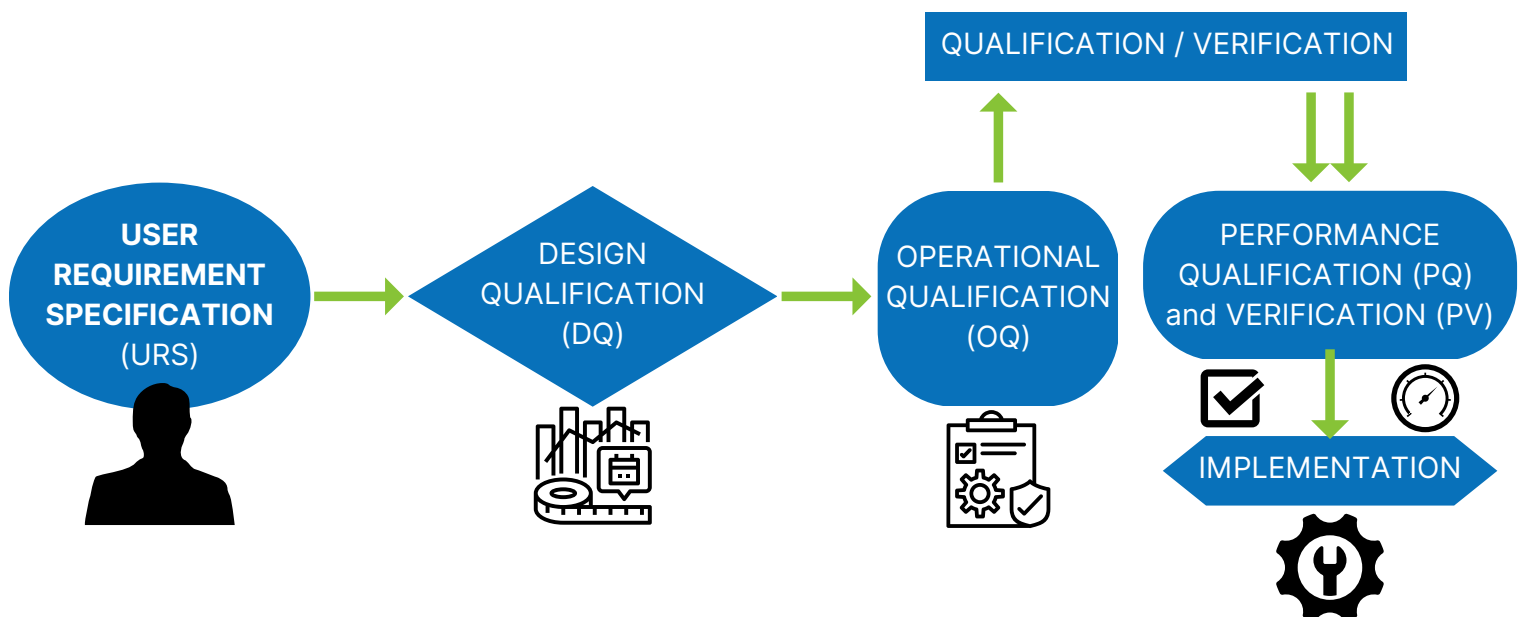 QUALIFICATION / VERIFICATION
USER
REQUIREMENT
SPECIFICATION
(URS)
DESIGN
QUALIFICATION
(DQ)
OPERATIONAL
QUALIFICATION
(OQ)
PERFORMANCE
QUALIFICATION (PQ)
and VERIFICATION (PV)
IMPLEMENTATION